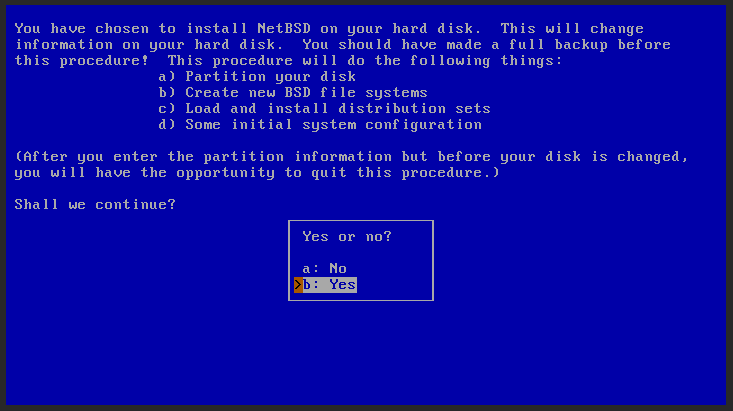 You have chosen to install NetBSD on your hard disk.  This will change
information on your hard disk.  You should have made a full backup before
this procedure!  This procedure will do the following things:
a) Partition your disk
b) Create new BSD file systems
c) Load and install distribution sets
d) Some initial system configuration
(After you enter the partition information but before your disk is changed,
you will have the opportunity to quit this procedure.)
Shall we continue?
Yes or no?
a: No
>b: Yes